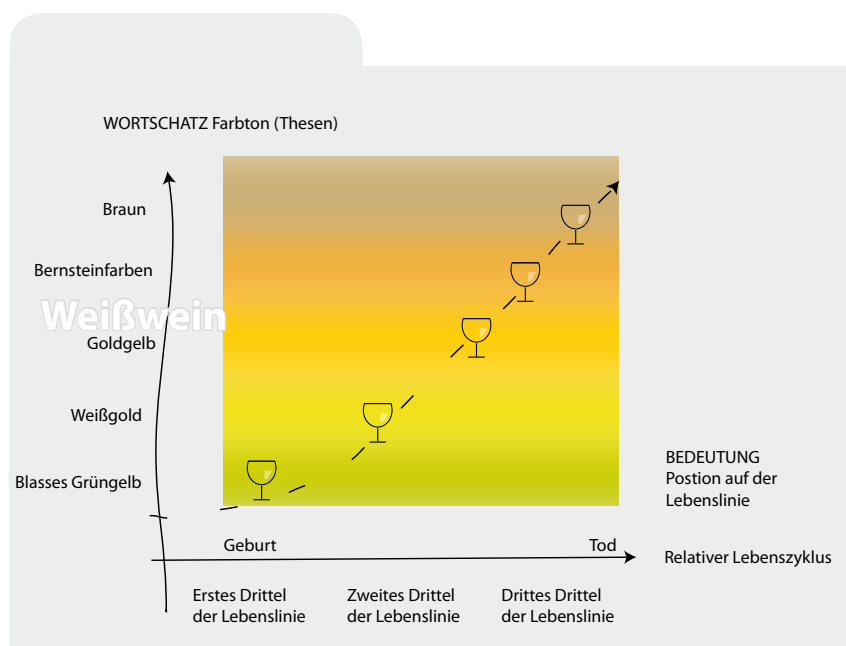 WORTSCHATZ Farbton (Thesen)
Braun
Bernsteinfarben
Weißwein
Goldgelb
Weißgold
Blasses Grüngelb
BEDEUTUNG
Postion auf der
Lebenslinie
Geburt
Tod
Relativer Lebenszyklus
Erstes Drittel
der Lebenslinie
Zweites Drittel
der Lebenslinie
Drittes Drittel
der Lebenslinie